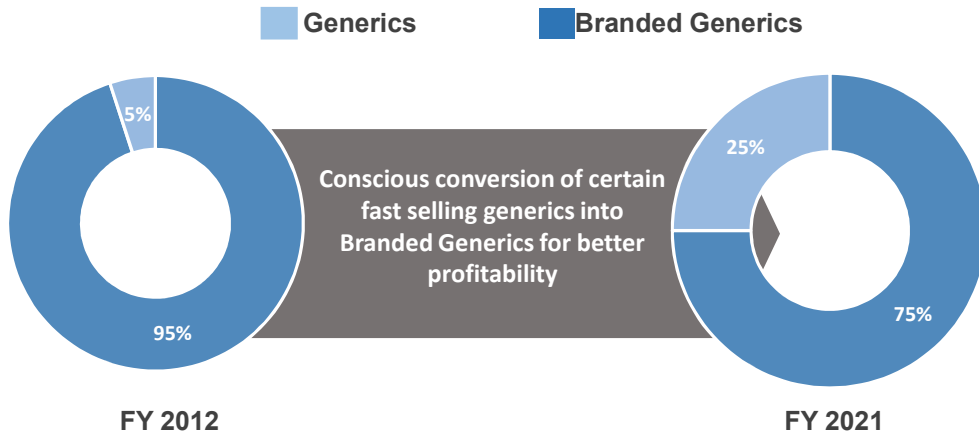 Generics
Branded Generics
5%
95%
Conscious conversion of certain
fast selling generics into
Branded Generics for better
profitability
25%
75%
FY 2012
FY 2021